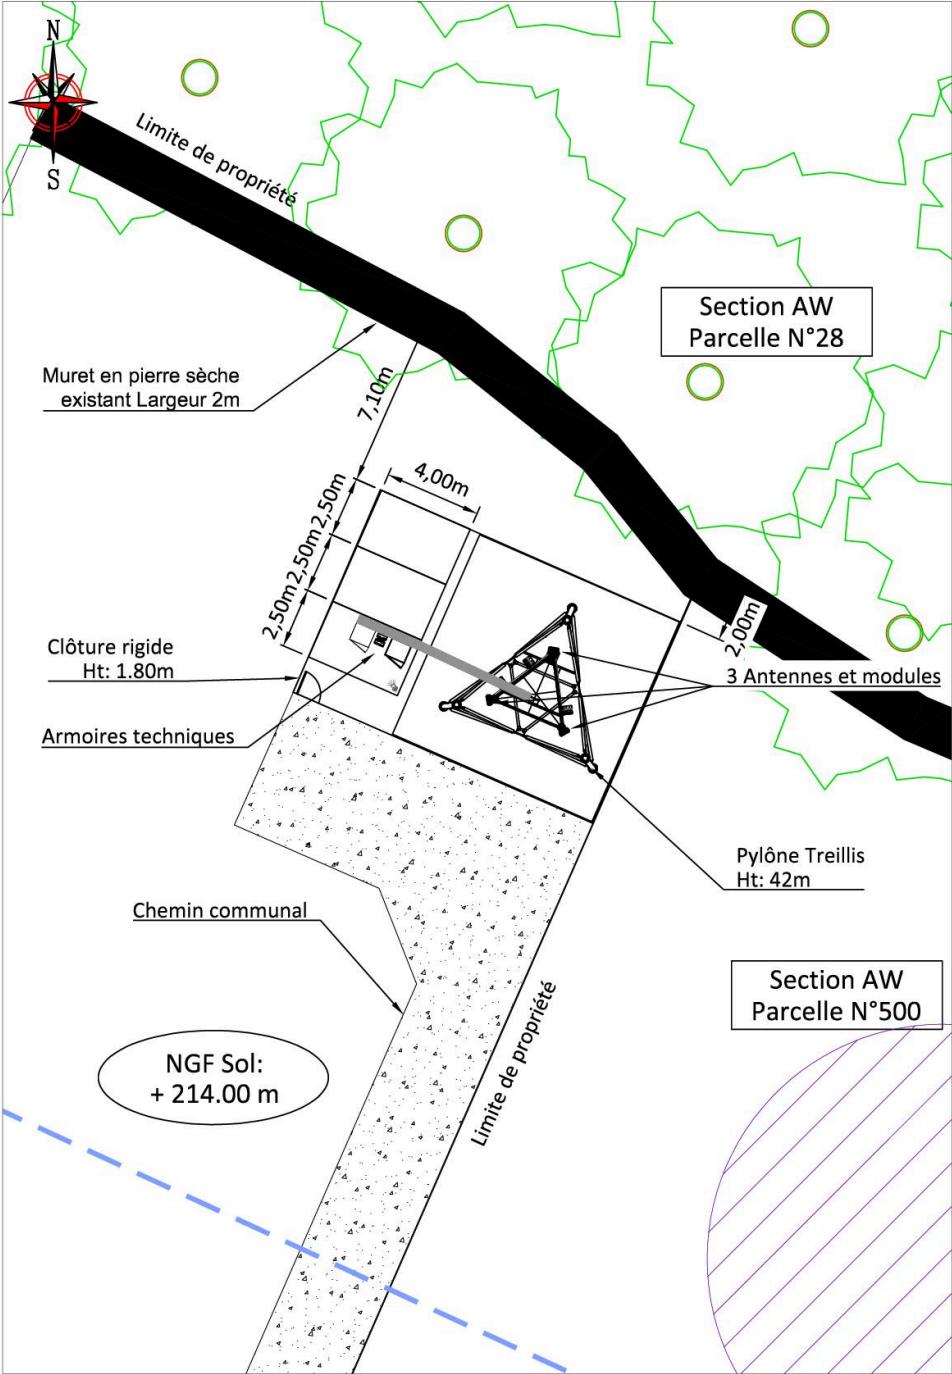 N
S
Limite de propriété
Section AW
Parcelle N°28
Muret en pierre sèche
existant Largeur 2m
7,10m
4,00m
2,50m
2,50m
2,50m
2,00m
Clôture rigide
Ht: 1.80m
3 Antennes et modules
Armoires techniques
Pylône Treillis
Ht: 42m
Chemin communal
Section AW
Parcelle N°500
Limite de propriété
NGF Sol:
+ 214.00 m